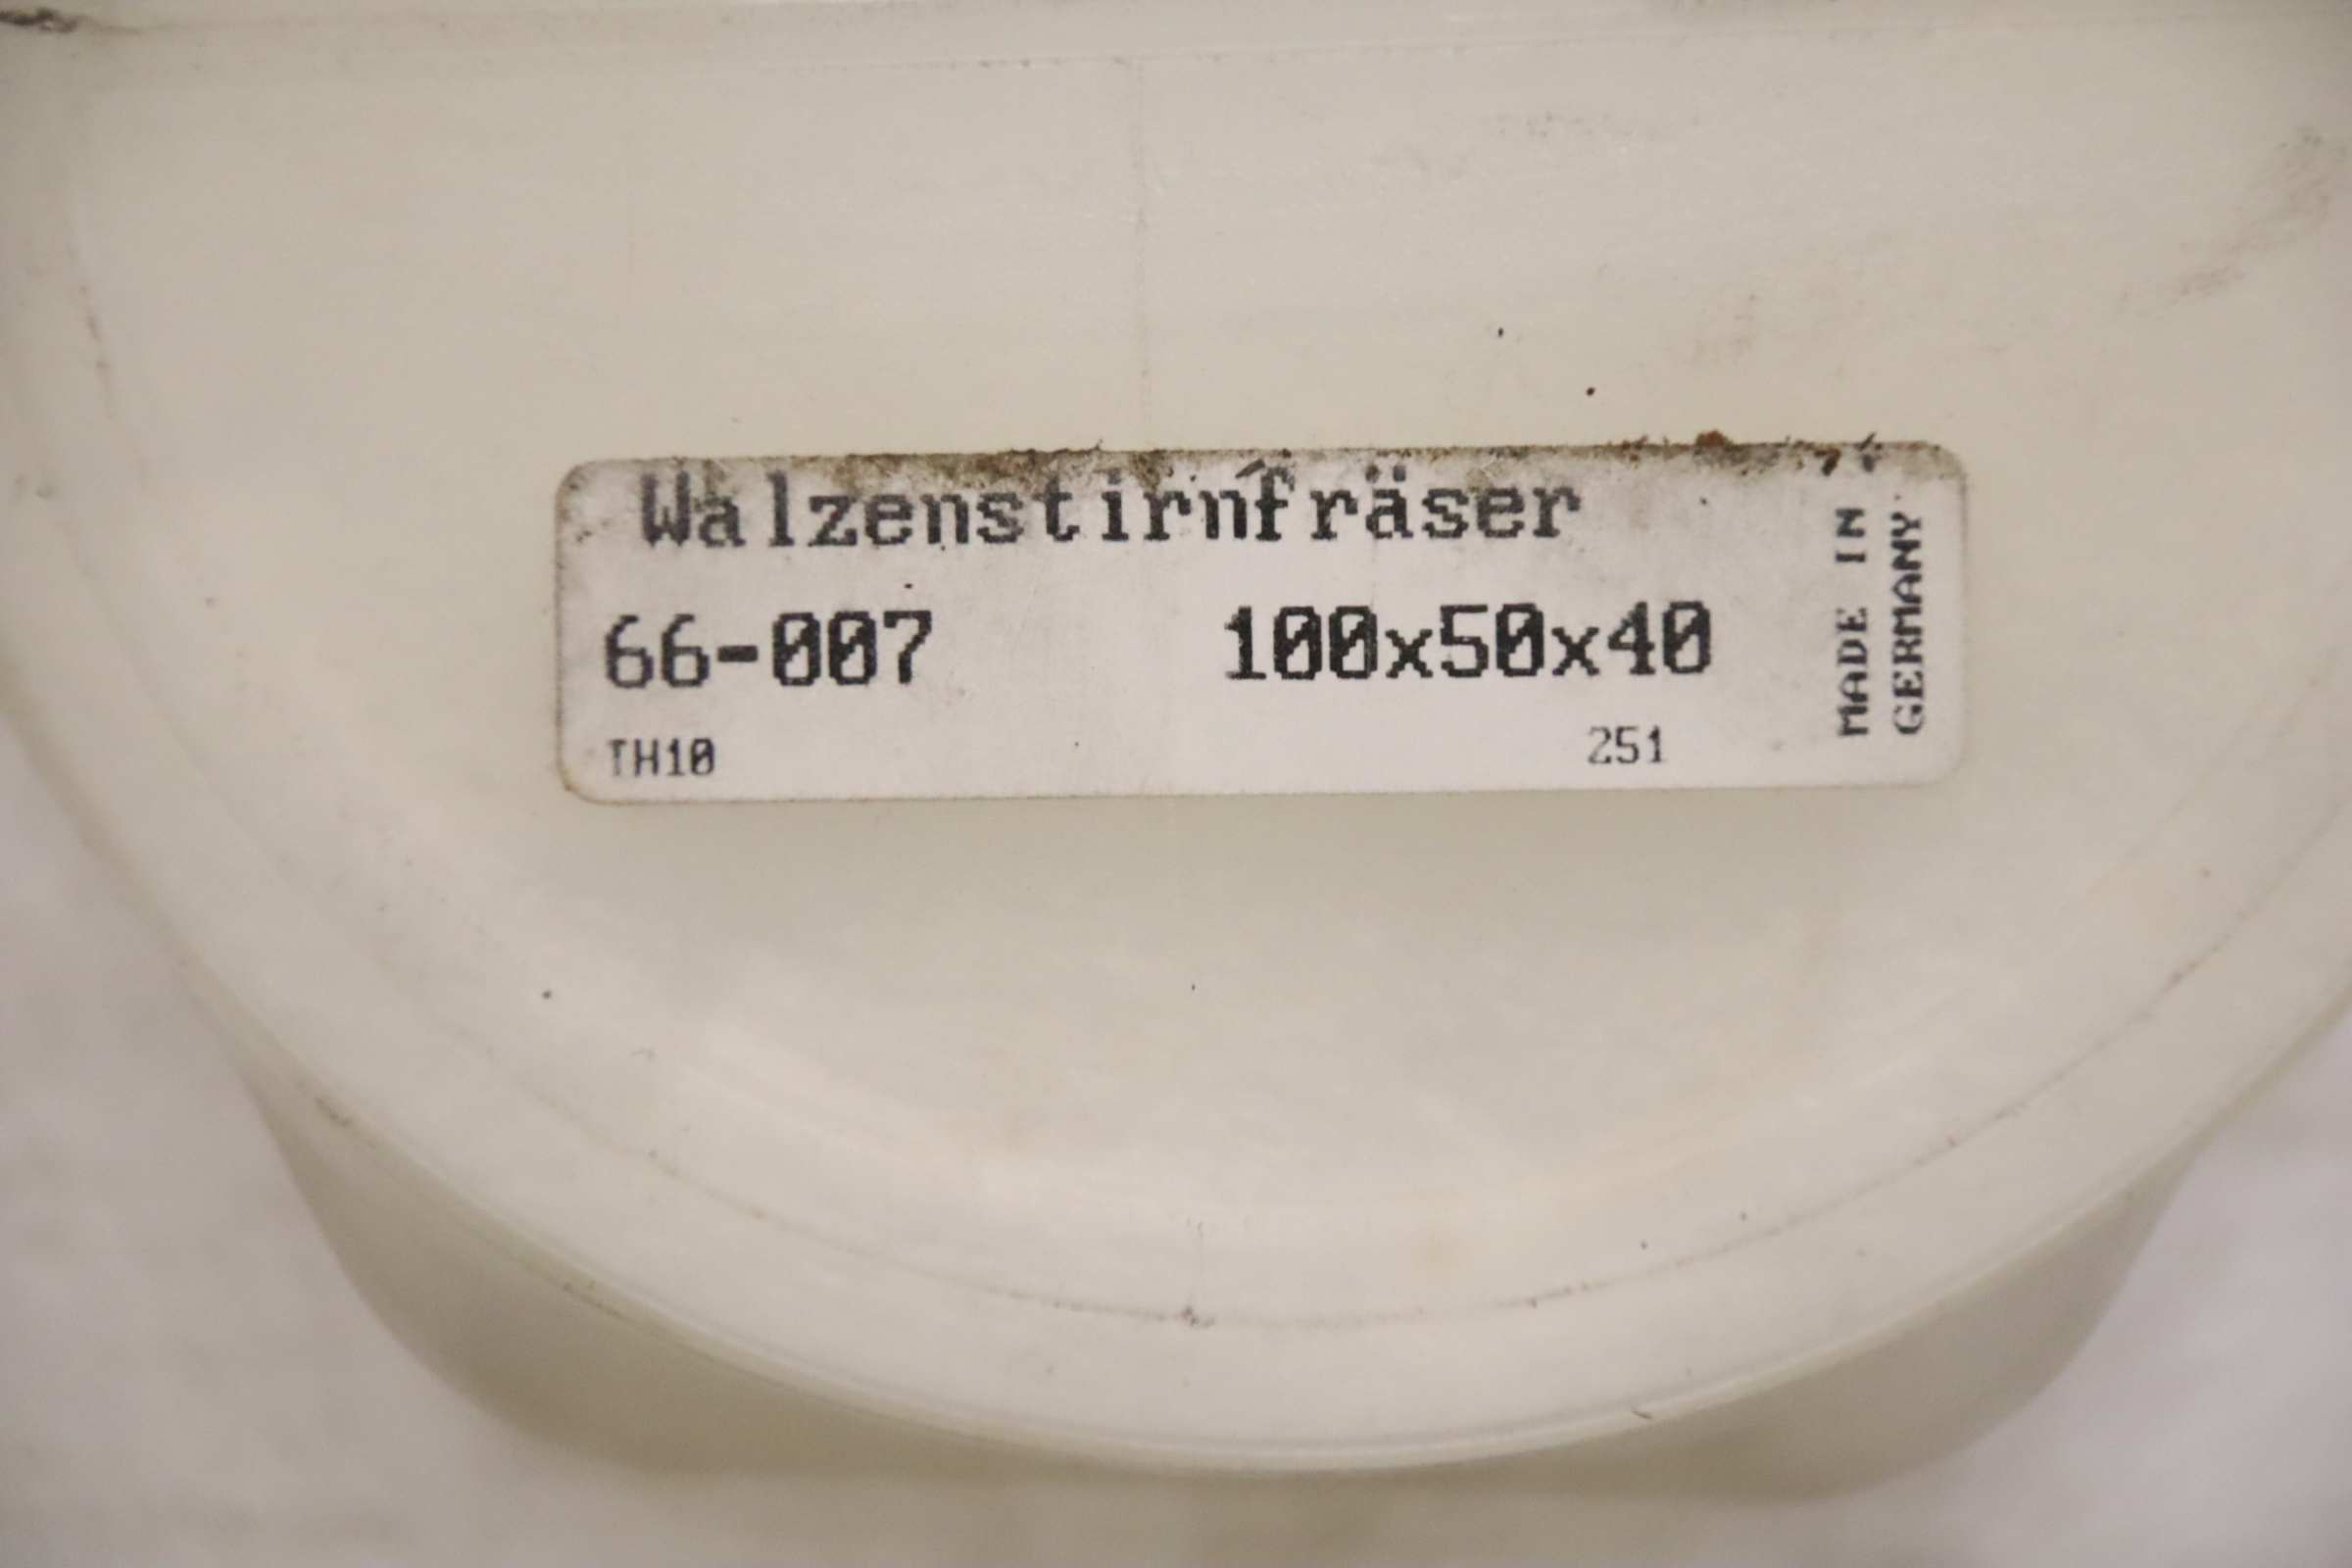 Walzenstirnfräser
66-007 100x50x40
TH10 251
MADE IN
GERMANY